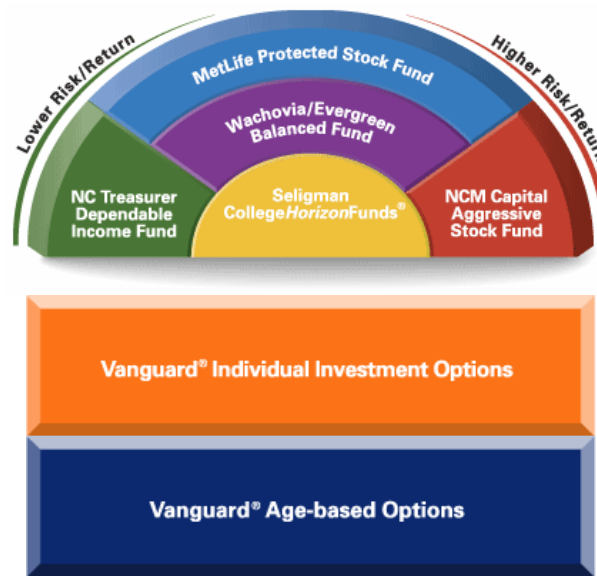 Lower Risk/Return
Higher Risk/Return
MetLife Protected Stock Fund
Wachovia/Evergreen
Balanced Fund
NC Treasurer
Dependable
Income Fund
Seligman
CollegeHorizonFunds®
NCM Capital
Aggressive
Stock Fund
Vanguard® Individual Investment Options
Vanguard® Age-based Options